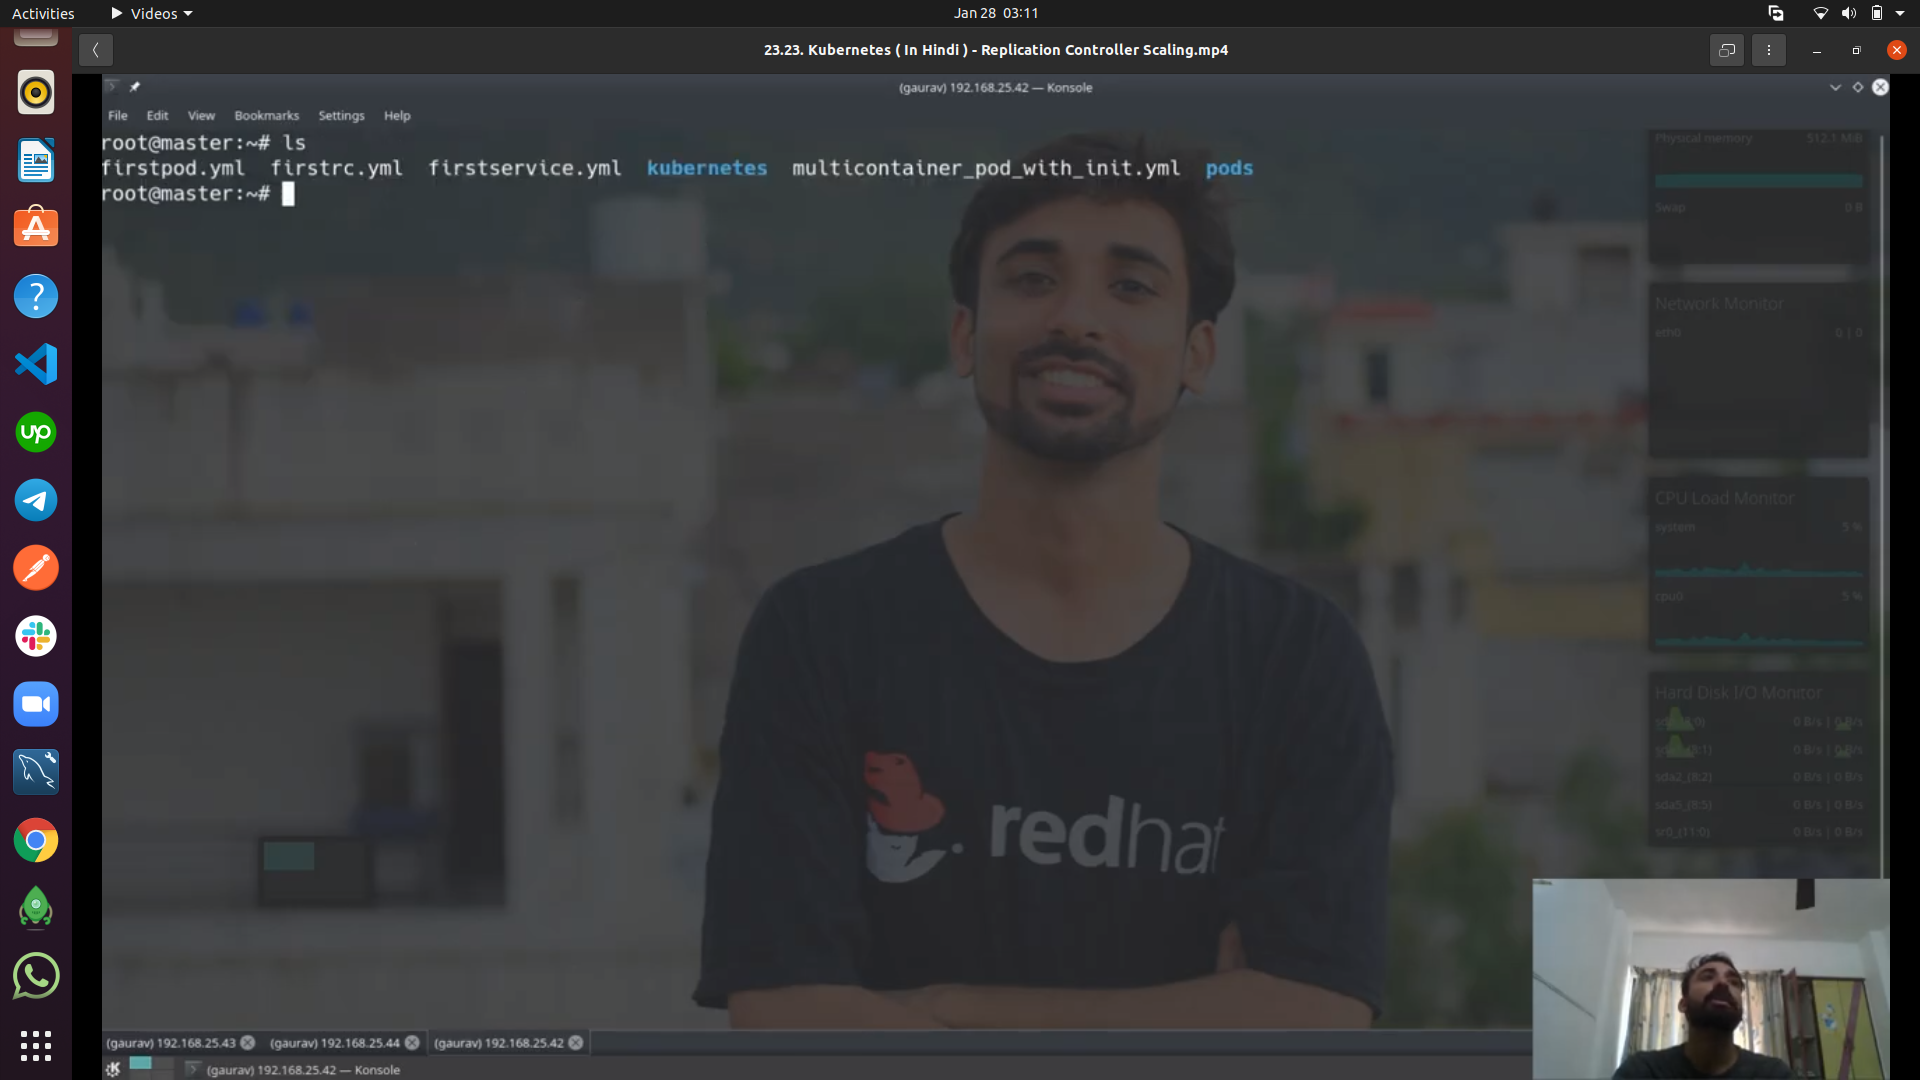 Activities
Videos
Jan 28 03:11
23.23. Kubernetes ( In Hindi ) - Replication Controller Scaling.mp4
(gaurav) 192.168.25.42 — Konsole
File Edit View Bookmarks Settings Help
root@master:~# ls
firstpod.yml firstrc.yml firstservice.yml kubernetes multicontainer_pod_with_init.yml pods
root@master:~#
Physical memory 512.1 MiB
Swap 0 B
Network Monitor
eth0 0 | 0
CPU Load Monitor
system 5 %
cpu0 5 %
Hard Disk I/O Monitor
0 B/s | 0 B/s
0 B/s | 0 B/s
sda2_(8:2) 0 B/s | 0 B/s
sda5_(8:5) 0 B/s | 0 B/s
sr0_(11:0) 0 B/s | 0 B/s
redhat
up
(gaurav) 192.168.25.43 (gaurav) 192.168.25.44 (gaurav) 192.168.25.42
(gaurav) 192.168.25.42 — Konsole